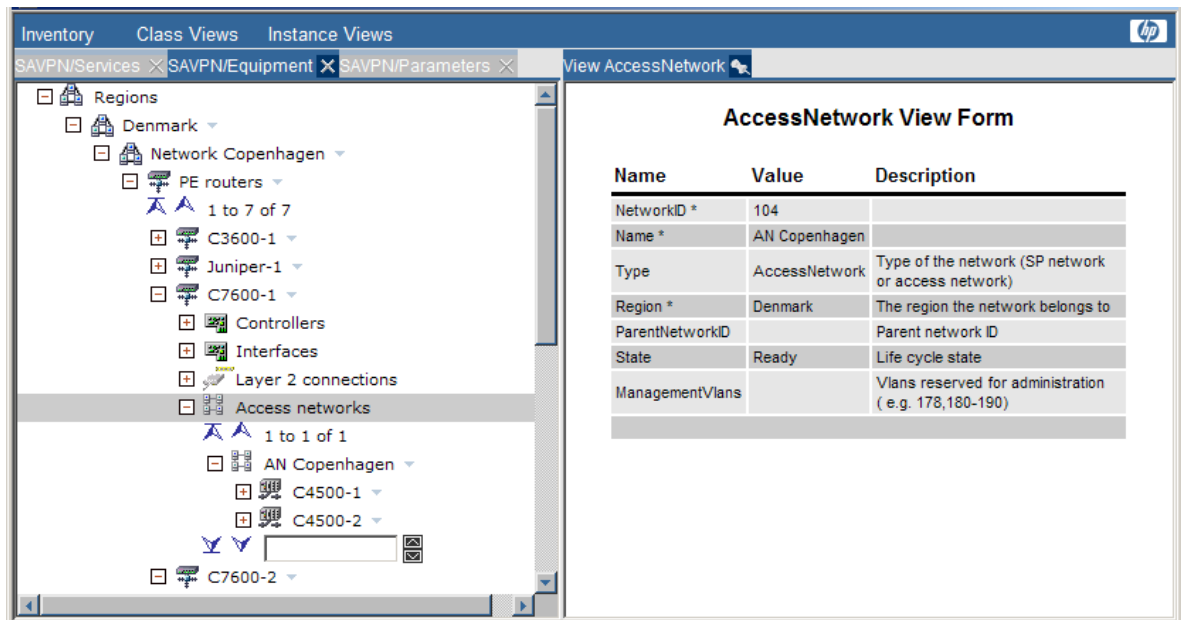 Inventory Class Views Instance Views
hp
SAVPN/Services SAVPN/Equipment SAVPN/Parameters
Regions
Denmark
Network Copenhagen
PE routers
1 to 7 of 7
C3600-1
Juniper-1
C7600-1
Controllers
Interfaces
Layer 2 connections
Access networks
1 to 1 of 1
AN Copenhagen
C4500-1
C4500-2
C7600-2
View AccessNetwork
AccessNetwork View Form
Name Value Description
NetworkID * 104
Name * AN Copenhagen
Type AccessNetwork Type of the network (SP network
or access network)
Region * Denmark The region the network belongs to
ParentNetworkID Parent network ID
State Ready Life cycle state
ManagementVlans Vlans reserved for administration
( e.g. 178,180-190)